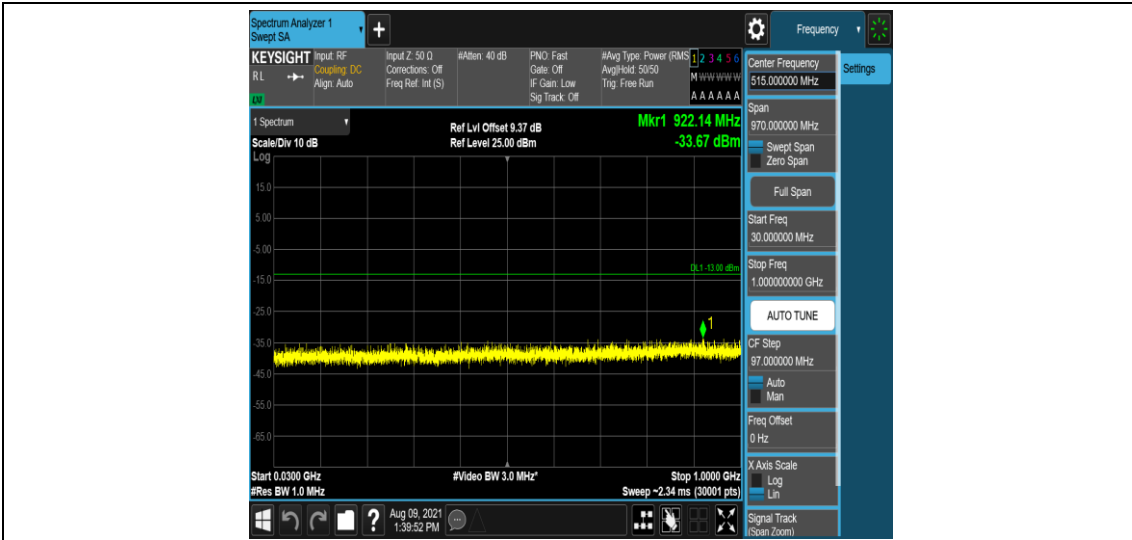 Spectrum Analyzer 1
Swept SA
Frequency
KEYSIGHT
RL
LXI
Input: RF
Coupling: DC
Align: Auto
Input Z: 50 Ω
Corrections: Off
Freq Ref: Int (S)
#Atten: 40 dB
PNO: Fast
Gate: Off
IF Gain: Low
Sig Track: Off
#Avg Type: Power (RMS
Avg|Hold: 50/50
Trig: Free Run
1 2 3 4 5 6
M W W W W W
A A A A A A
1 Spectrum
Scale/Div 10 dB
Log
Ref Lvl Offset 9.37 dB
Ref Level 25.00 dBm
Mkr1 922.14 MHz
-33.67 dBm
15.0
5.00
-5.00
-15.0
-25.0
-35.0
-45.0
-55.0
-65.0
DL1 -13.00 dBm
1
Start 0.0300 GHz
#Res BW 1.0 MHz
#Video BW 3.0 MHz*
Stop 1.0000 GHz
Sweep ~2.34 ms (30001 pts)
Center Frequency
515.000000 MHz
Span
970.000000 MHz
Swept Span
Zero Span
Full Span
Start Freq
30.000000 MHz
Stop Freq
1.000000000 GHz
AUTO TUNE
CF Step
97.000000 MHz
Auto
Man
Freq Offset
0 Hz
X Axis Scale
Log
Lin
Signal Track
(Span Zoom)
Settings
?
Aug 09, 2021
1:39:52 PM